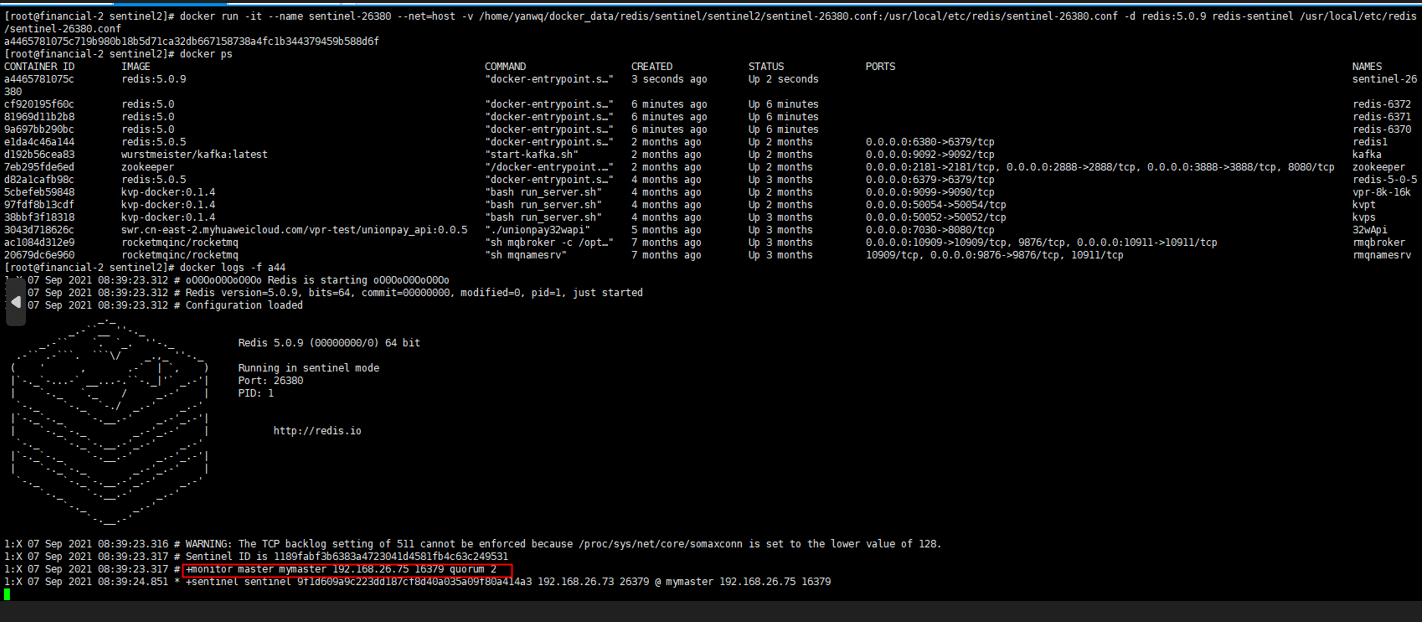 [root@financial-2 sentinel2]# docker run -it --name sentinel-26380 --net=host -v /home/yanwq/docker_data/redis/sentinel/sentinel2/sentinel-26380.conf:/usr/local/etc/redis/sentinel-26380.conf -d redis:5.0.9 redis-sentinel /usr/local/etc/redis
/sentinel-26380.conf
a4465781075c719b980b18b5d71ca32db667158738a4fc1b344379459b588d6f
[root@financial-2 sentinel2]# docker ps
CONTAINER ID IMAGE COMMAND CREATED STATUS PORTS NAMES
a4465781075c redis:5.0.9 "docker-entrypoint.s…" 3 seconds ago Up 2 seconds sentinel-26
380
cf920195f60c redis:5.0 "docker-entrypoint.s…" 6 minutes ago Up 6 minutes redis-6372
81969d11b2b8 redis:5.0 "docker-entrypoint.s…" 6 minutes ago Up 6 minutes redis-6371
9a697bb290bc redis:5.0 "docker-entrypoint.s…" 6 minutes ago Up 6 minutes redis-6370
e1da4c46a144 redis:5.0.5 "docker-entrypoint.s…" 2 months ago Up 2 months 0.0.0.0:6380->6379/tcp redis1
d192b56cea83 wurstmeister/kafka:latest "start-kafka.sh" 2 months ago Up 2 months 0.0.0.0:9092->9092/tcp kafka
7eb295fde6ed zookeeper "/docker-entrypoint.…" 2 months ago Up 2 months 0.0.0.0:2181->2181/tcp, 0.0.0.0:2888->2888/tcp, 0.0.0.0:3888->3888/tcp, 8080/tcp zookeeper
d82a1cafb98c redis:5.0.5 "docker-entrypoint.s…" 4 months ago Up 3 months 0.0.0.0:6379->6379/tcp redis-5-0-5
5cbefeb59848 kvp-docker:0.1.4 "bash run_server.sh" 4 months ago Up 2 months 0.0.0.0:9099->9090/tcp vpr-8k-16k
97fdf8b13cdf kvp-docker:0.1.4 "bash run_server.sh" 4 months ago Up 2 months 0.0.0.0:50054->50054/tcp kvpt
38bbf3f18318 kvp-docker:0.1.4 "bash run_server.sh" 4 months ago Up 3 months 0.0.0.0:50052->50052/tcp kvps
3043d718626c swr.cn-east-2.myhuaweicloud.com/vpr-test/unionpay_api:0.0.5 "./unionpay32wapi" 5 months ago Up 3 months 0.0.0.0:7030->8080/tcp 32wApi
ac1084d312e9 rocketmqinc/rocketmq "sh mqbroker -c /opt…" 7 months ago Up 3 months 0.0.0.0:10909->10909/tcp, 9876/tcp, 0.0.0.0:10911->10911/tcp rmqbroker
20679dc6e960 rocketmqinc/rocketmq "sh mqnamesrv" 7 months ago Up 3 months 10909/tcp, 0.0.0.0:9876->9876/tcp, 10911/tcp rmqnamesrv
[root@financial-2 sentinel2]# docker logs -f a44
1:X 07 Sep 2021 08:39:23.312 # oO0OoO0OoO0Oo Redis is starting oO0OoO0OoO0Oo
07 Sep 2021 08:39:23.312 # Redis version=5.0.9, bits=64, commit=00000000, modified=0, pid=1, just started
07 Sep 2021 08:39:23.312 # Configuration loaded
Redis 5.0.9 (00000000/0) 64 bit
Running in sentinel mode
Port: 26380
PID: 1
http://redis.io
1:X 07 Sep 2021 08:39:23.316 # WARNING: The TCP backlog setting of 511 cannot be enforced because /proc/sys/net/core/somaxconn is set to the lower value of 128.
1:X 07 Sep 2021 08:39:23.317 # Sentinel ID is 1189fabf3b6383a4723041d4581fb4c63c249531
1:X 07 Sep 2021 08:39:23.317 # +monitor master mymaster 192.168.26.75 16379 quorum 2
1:X 07 Sep 2021 08:39:24.851 * +sentinel sentinel 9f1d609a9c223dd187cf8d40a035a09f80a414a3 192.168.26.73 26379 @ mymaster 192.168.26.75 16379